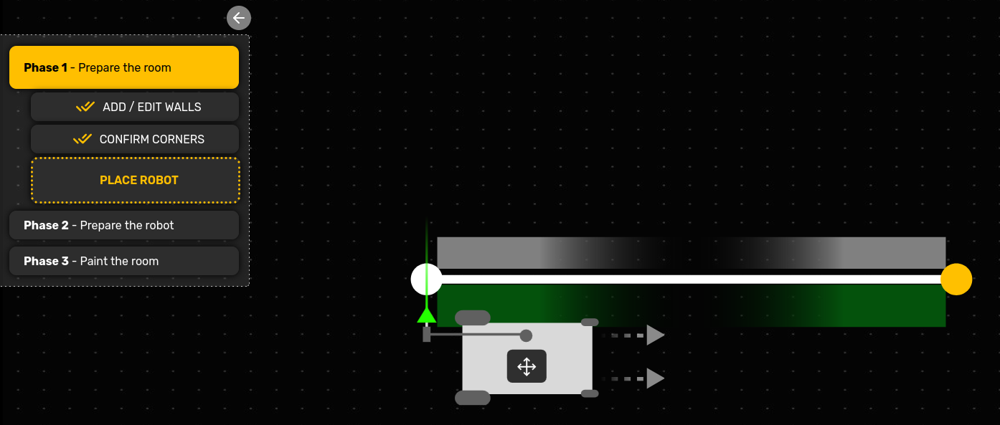 Phase 1 - Prepare the room
ADD / EDIT WALLS
CONFIRM CORNERS
PLACE ROBOT
Phase 2 - Prepare the robot
Phase 3 - Paint the room